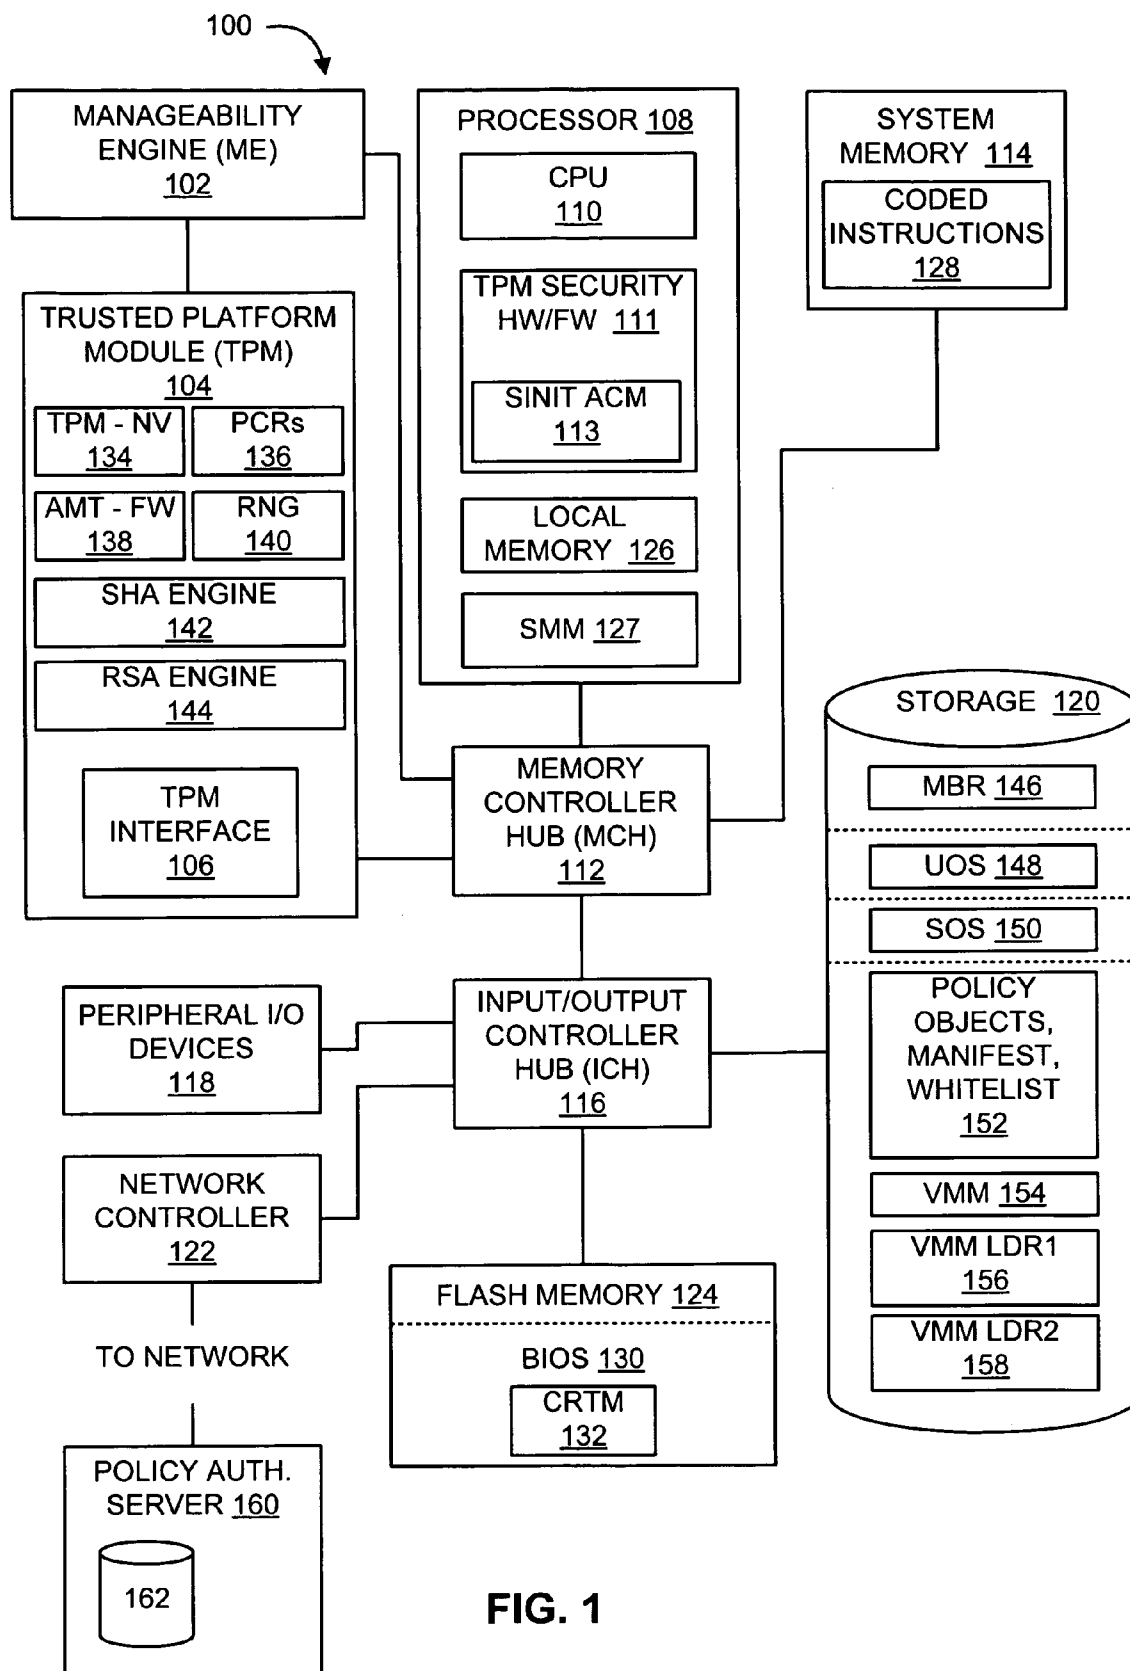 100
MANAGEABILITY
ENGINE (ME)
102
PROCESSOR 108
CPU
110
TPM SECURITY
HW/FW 111
SINIT ACM
113
LOCAL
MEMORY 126
SMM 127
SYSTEM
MEMORY 114
CODED
INSTRUCTIONS
128
TRUSTED PLATFORM
MODULE (TPM)
104
TPM - NV
134
PCRs
136
AMT - FW
138
RNG
140
SHA ENGINE
142
RSA ENGINE
144
TPM
INTERFACE
106
MEMORY
CONTROLLER
HUB (MCH)
112
STORAGE 120
MBR 146
UOS 148
SOS 150
POLICY
OBJECTS,
MANIFEST,
WHITELIST
152
VMM 154
VMM LDR1
156
VMM LDR2
158
PERIPHERAL I/O
DEVICES
118
INPUT/OUTPUT
CONTROLLER
HUB (ICH)
116
NETWORK
CONTROLLER
122
TO NETWORK
FLASH MEMORY 124
BIOS 130
CRTM
132
POLICY AUTH.
SERVER 160
162
FIG. 1